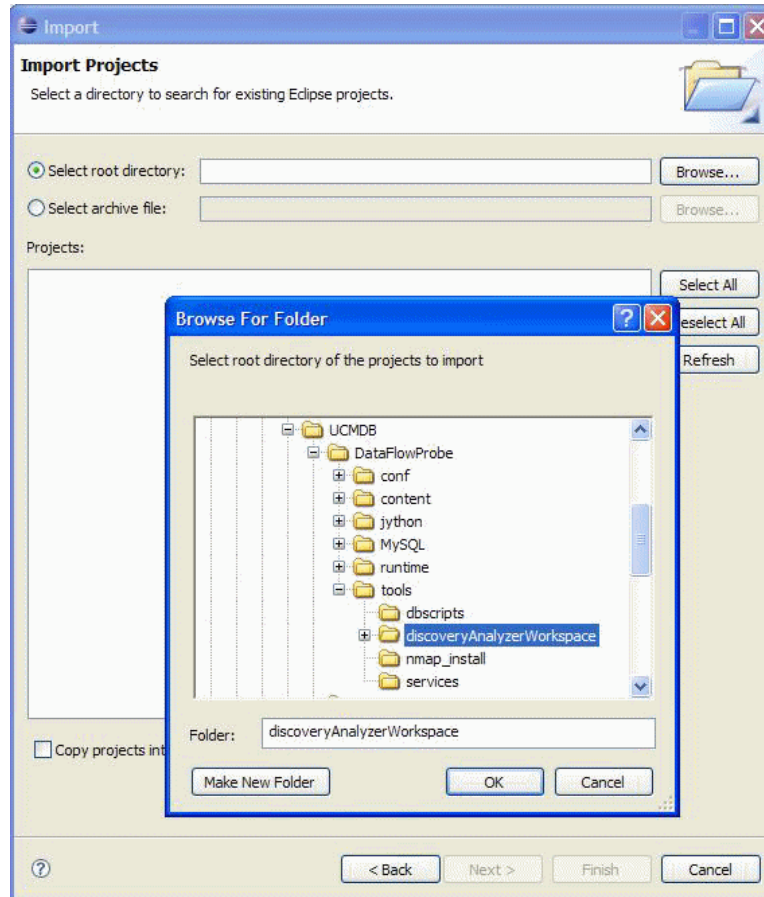 Import
Import Projects
Select a directory to search for existing Eclipse projects.
Select root directory:
Browse...
Select archive file:
Browse...
Projects:
Select All
eselect All
Refresh
Browse For Folder
Select root directory of the projects to import
UCMDB
DataFlowProbe
conf
content
jython
MySQL
runtime
tools
dbscripts
discoveryAnalyzerWorkspace
nmap_install
services
Folder: discoveryAnalyzerWorkspace
Make New Folder OK Cancel
Copy projects int
< Back Next > Finish Cancel